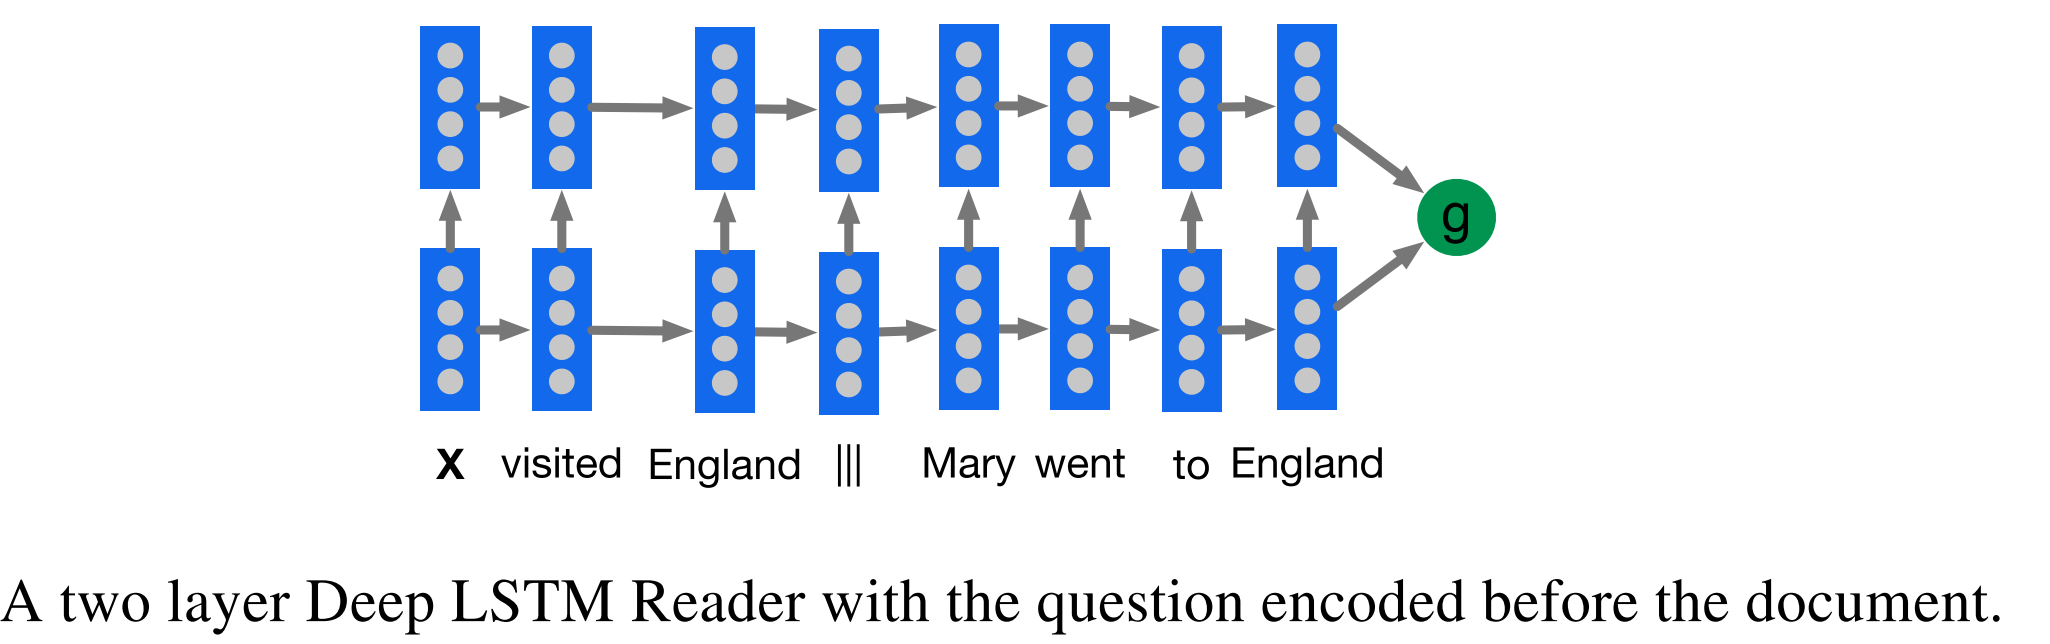 g
X visited England ||| Mary went to England
A two layer Deep LSTM Reader with the question encoded before the document.